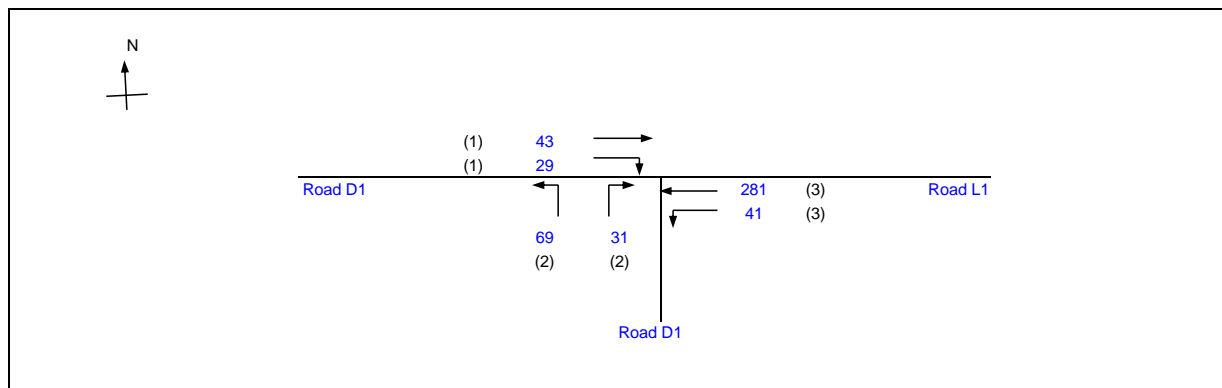 N
(1) 43
(1) 29
Road D1
281 (3)
Road L1
41 (3)
69 31
(2) (2)
Road D1